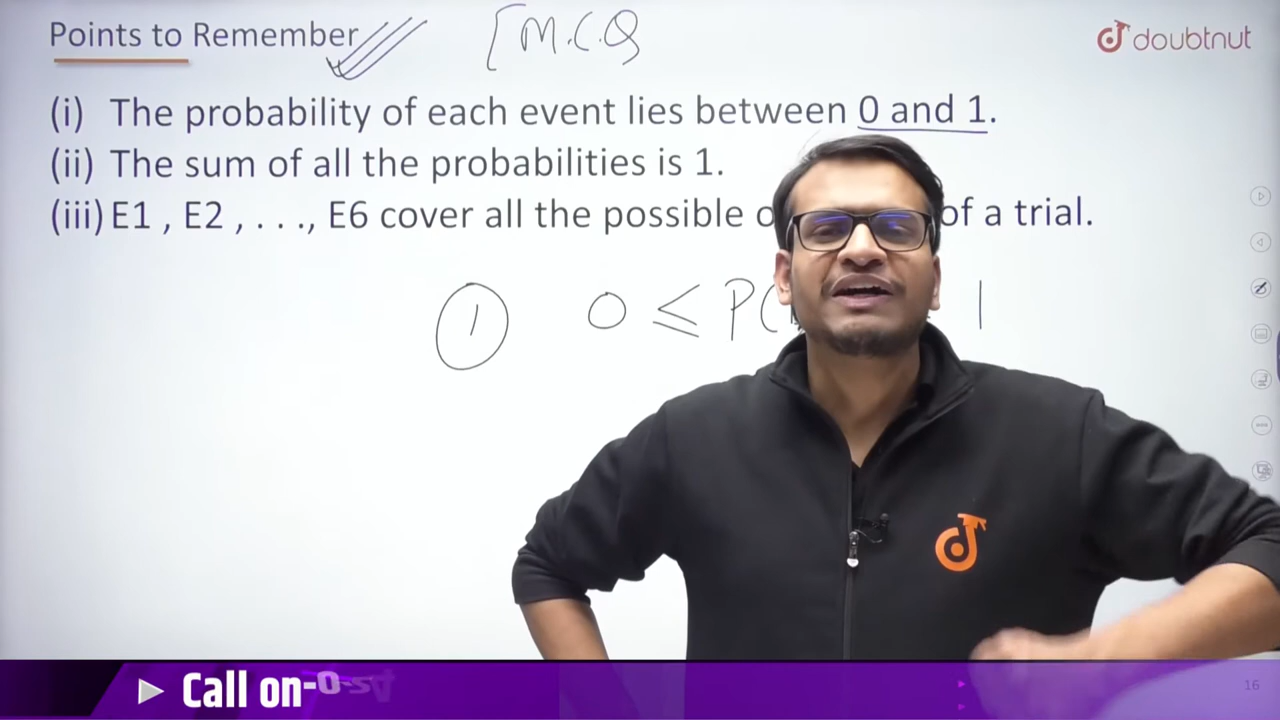 Points to Remember [M.C.Q
doubtnut
(i) The probability of each event lies between 0 and 1.
(ii) The sum of all the probabilities is 1.
(iii) E1 , E2 , . . ., E6 cover all the possible of a trial.
1 0 ≤ P( 1
Call on-
16